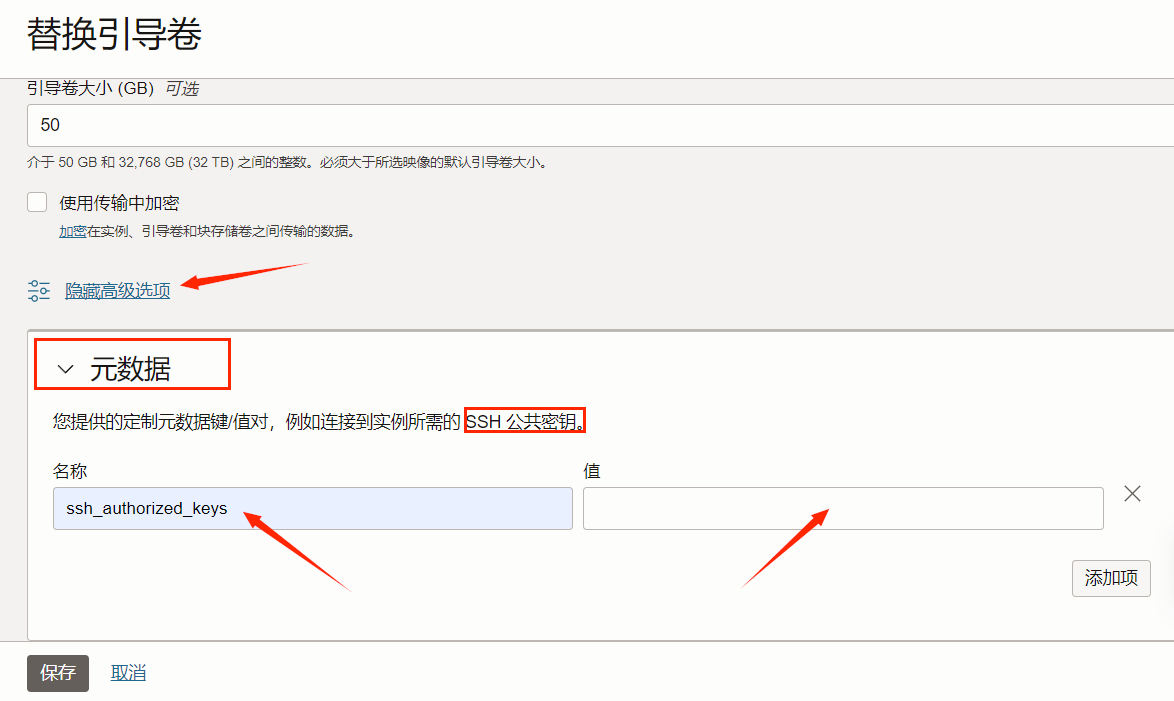 替换引导卷
引导卷大小 (GB) 可选
50
介于 50 GB 和 32,768 GB (32 TB) 之间的整数。必须大于所选映像的默认引导卷大小。
使用传输中加密
加密在实例、引导卷和块存储卷之间传输的数据。
隐藏高级选项
元数据
您提供的定制元数据键/值对，例如连接到实例所需的 SSH 公共密钥。
名称 值
ssh_authorized_keys
添加项
保存 取消